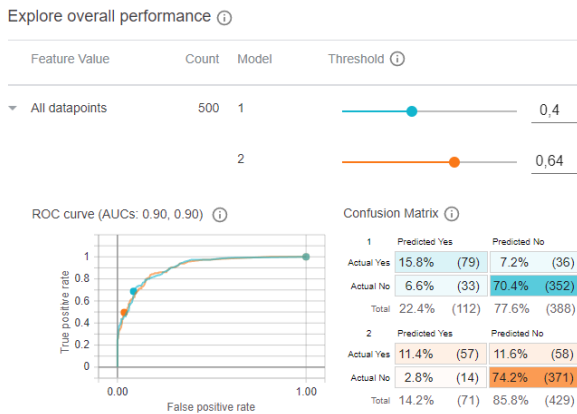 Explore overall performance
Feature Value Count Model Threshold
All datapoints 500 1 0,4
2 0,64
ROC curve (AUCs: 0.90, 0.90)
1
0.8
0.6
0.4
0.2
0
True positive rate
0.00 1.00
False positive rate
Confusion Matrix
1 Predicted Yes Predicted No
Actual Yes 15.8% (79) 7.2% (36)
Actual No 6.6% (33) 70.4% (352)
Total 22.4% (112) 77.6% (388)
2 Predicted Yes Predicted No
Actual Yes 11.4% (57) 11.6% (58)
Actual No 2.8% (14) 74.2% (371)
Total 14.2% (71) 85.8% (429)